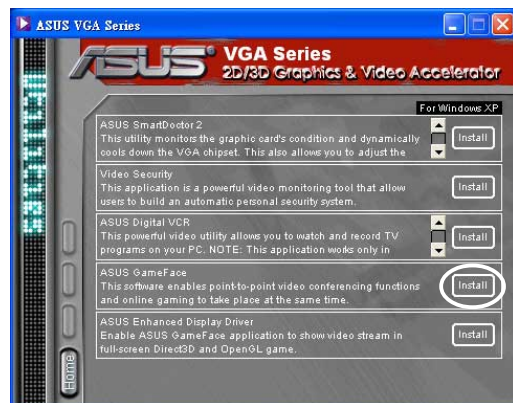 ASUS VGA Series
ASUS® VGA Series
2D/3D Graphics & Video Accelerator
For Windows XP
ASUS SmartDoctor 2
This utility monitors the graphic card's condition and dynamically
cools down the VGA chipset. This also allows you to adjust the
Install
Video Security
This application is a powerful video monitoring tool that allow
users to build an automatic personal security system.
Install
ASUS Digital VCR
This powerful video utility allows you to watch and record TV
programs on your PC. NOTE: This application works only in
Install
ASUS GameFace
This software enables point-to-point video conferencing functions
and online gaming to take place at the same time.
Install
ASUS Enhanced Display Driver
Enable ASUS GameFace application to show video stream in
full-screen Direct3D and OpenGL game.
Install
Home